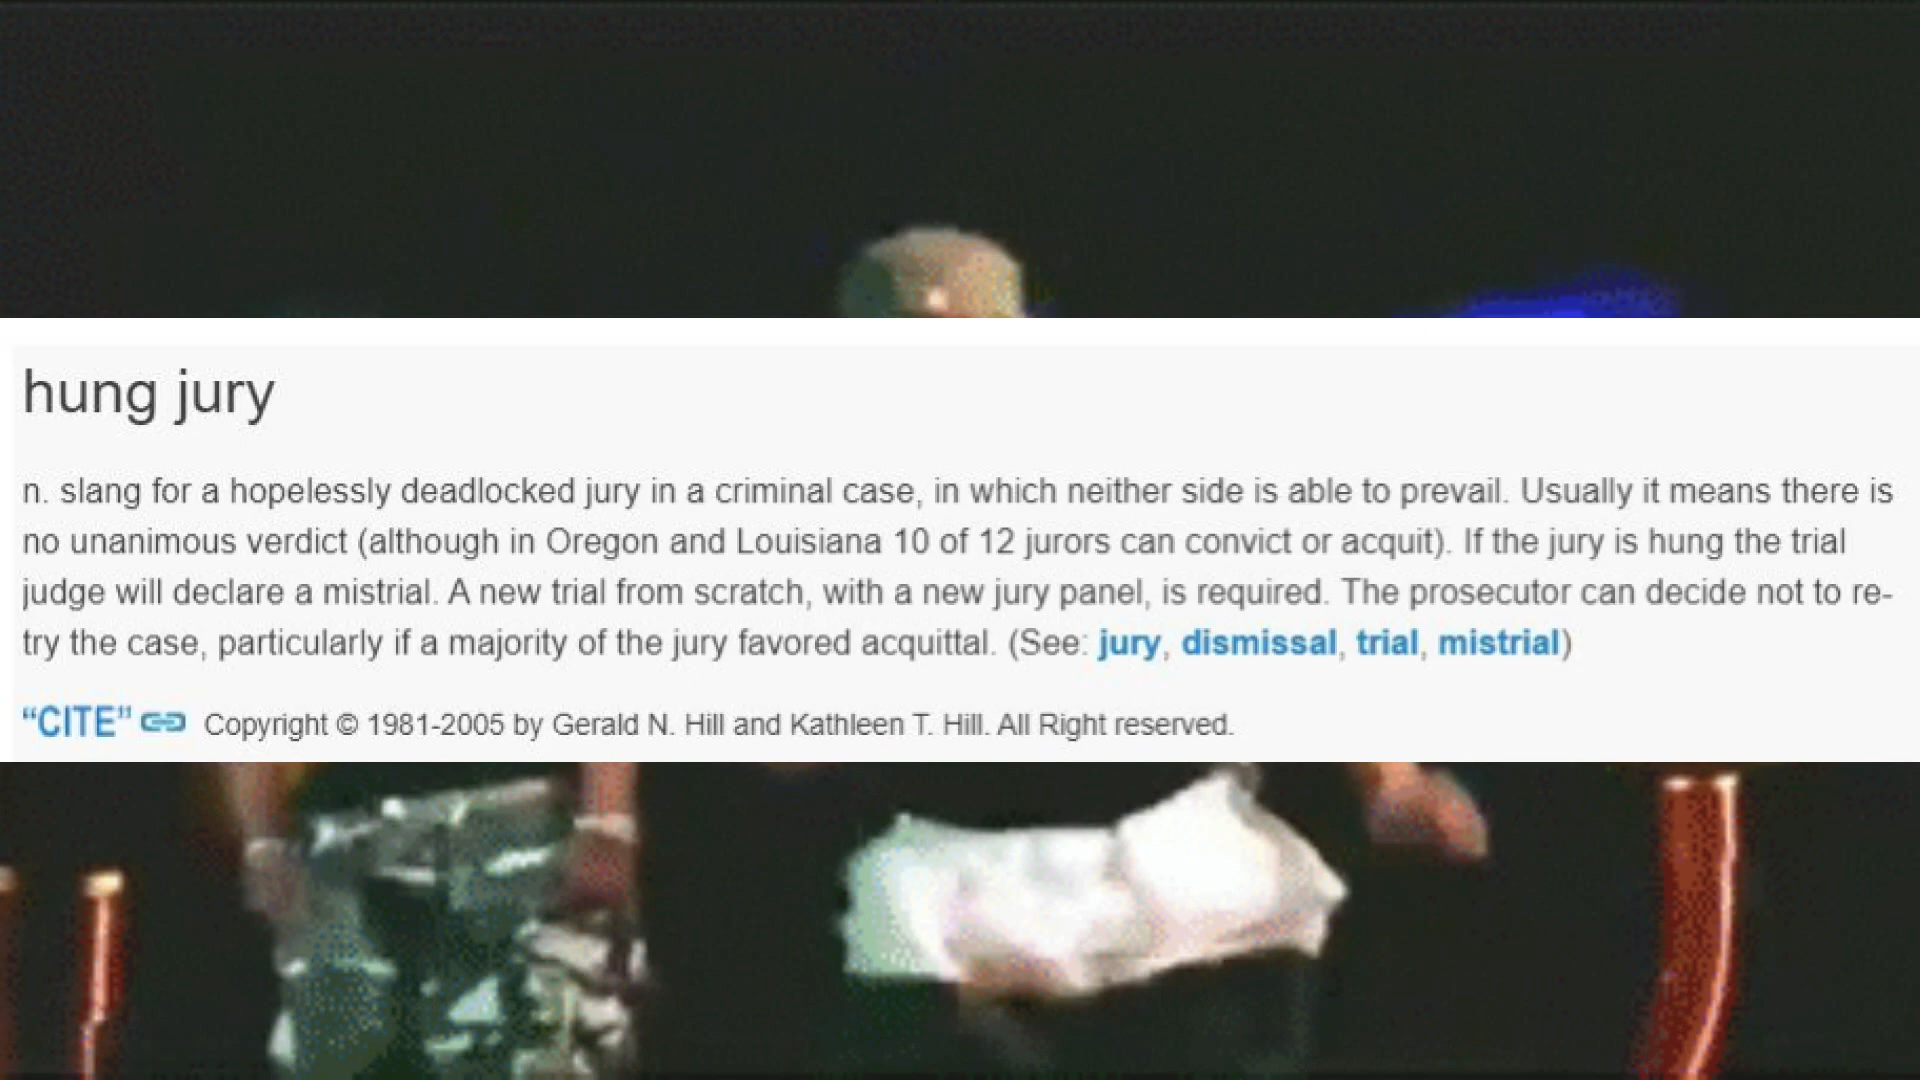 hung jury
n. slang for a hopelessly deadlocked jury in a criminal case, in which neither side is able to prevail. Usually it means there is
no unanimous verdict (although in Oregon and Louisiana 10 of 12 jurors can convict or acquit). If the jury is hung the trial
judge will declare a mistrial. A new trial from scratch, with a new jury panel, is required. The prosecutor can decide not to re-
try the case, particularly if a majority of the jury favored acquittal. (See: jury, dismissal, trial, mistrial)
“CITE” Copyright © 1981-2005 by Gerald N. Hill and Kathleen T. Hill. All Right reserved.